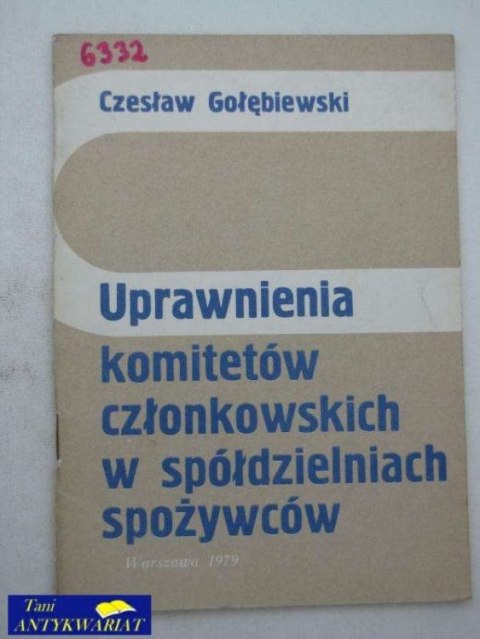 6332
Czesław Gołębiewski
Uprawnienia
komitetów
członkowskich
w spółdzielniach
spożywców
Warszawa 1979
Tani
ANTYKWARIAT